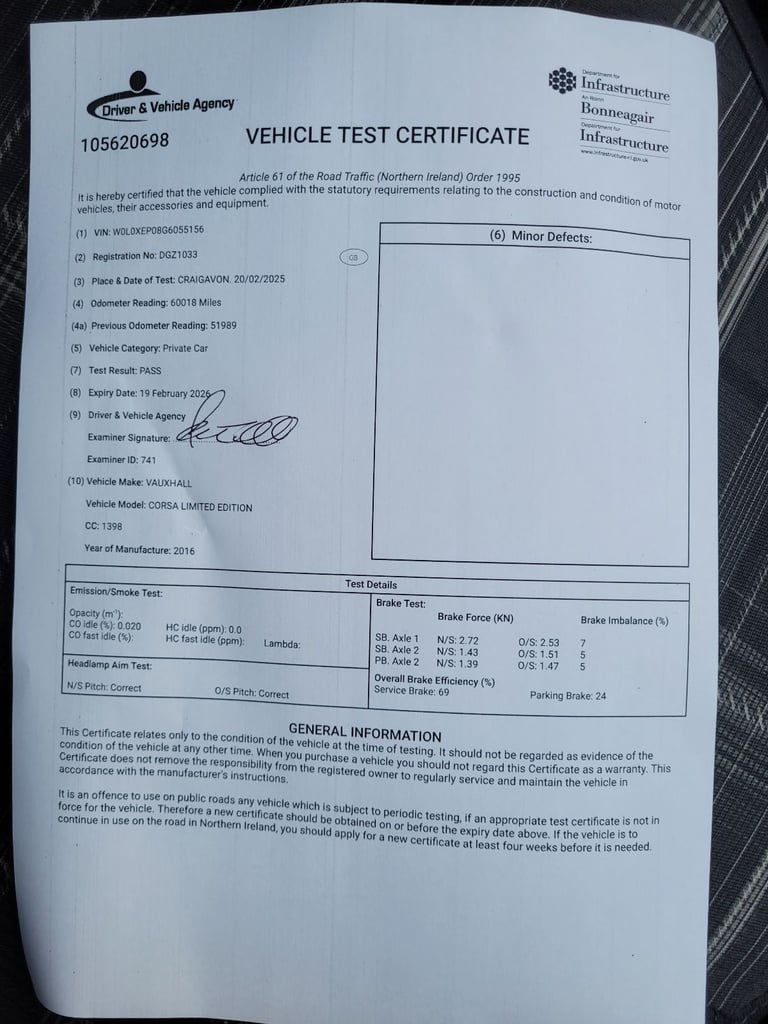 Driver & Vehicle Agency
Department for
Infrastructure
An Roinn
Bonneagair
Department for
Infrastructure
www.infrastructure-ni.gov.uk
105620698
VEHICLE TEST CERTIFICATE
Article 61 of the Road Traffic (Northern Ireland) Order 1995
It is hereby certified that the vehicle complied with the statutory requirements relating to the construction and condition of motor
vehicles, their accessories and equipment.
(1) VIN: W0L0XEP08G6055156
(2) Registration No: DGZ1033
GB
(3) Place & Date of Test: CRAIGAVON. 20/02/2025
(4) Odometer Reading: 60018 Miles
(4a) Previous Odometer Reading: 51989
(5) Vehicle Category: Private Car
(7) Test Result: PASS
(8) Expiry Date: 19 February 2026
(9) Driver & Vehicle Agency
Examiner Signature:
Examiner ID: 741
(10) Vehicle Make: VAUXHALL
Vehicle Model: CORSA LIMITED EDITION
CC: 1398
Year of Manufacture: 2016
(6) Minor Defects:
Test Details
Emission/Smoke Test:
Opacity (m⁻¹):
CO idle (%): 0.020 HC idle (ppm): 0.0
CO fast idle (%): HC fast idle (ppm): Lambda:
Headlamp Aim Test:
N/S Pitch: Correct O/S Pitch: Correct
Brake Test:
Brake Force (KN) Brake Imbalance (%)
SB. Axle 1 N/S: 2.72 O/S: 2.53 7
SB. Axle 2 N/S: 1.43 O/S: 1.51 5
PB. Axle 2 N/S: 1.39 O/S: 1.47 5
Overall Brake Efficiency (%)
Service Brake: 69 Parking Brake: 24
GENERAL INFORMATION
This Certificate relates only to the condition of the vehicle at the time of testing. It should not be regarded as evidence of the
condition of the vehicle at any other time. When you purchase a vehicle you should not regard this Certificate as a warranty. This
Certificate does not remove the responsibility from the registered owner to regularly service and maintain the vehicle in
accordance with the manufacturer's instructions.
It is an offence to use on public roads any vehicle which is subject to periodic testing, if an appropriate test certificate is not in
force for the vehicle. Therefore a new certificate should be obtained on or before the expiry date above. If the vehicle is to
continue in use on the road in Northern Ireland, you should apply for a new certificate at least four weeks before it is needed.